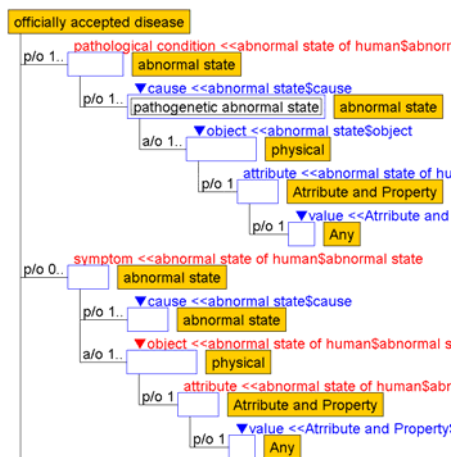 officially accepted disease
pathological condition <<abnormal state of human$abnorm
p/o 1.. abnormal state
▼cause <<abnormal state$cause
p/o 1.. pathogenetic abnormal state abnormal state
▼object <<abnormal state$object
a/o 1.. physical
attribute <<abnormal state of hu
p/o 1 Atrribute and Property
▼value <<Atrribute and
p/o 1 Any
symptom <<abnormal state of human$abnormal state
p/o 0.. abnormal state
▼cause <<abnormal state$cause
p/o 1.. abnormal state
▼object <<abnormal state of human$abnormal s
a/o 1.. physical
attribute <<abnormal state of human$abn
p/o 1 Atrribute and Property
▼value <<Atrribute and Property$
p/o 1 Any